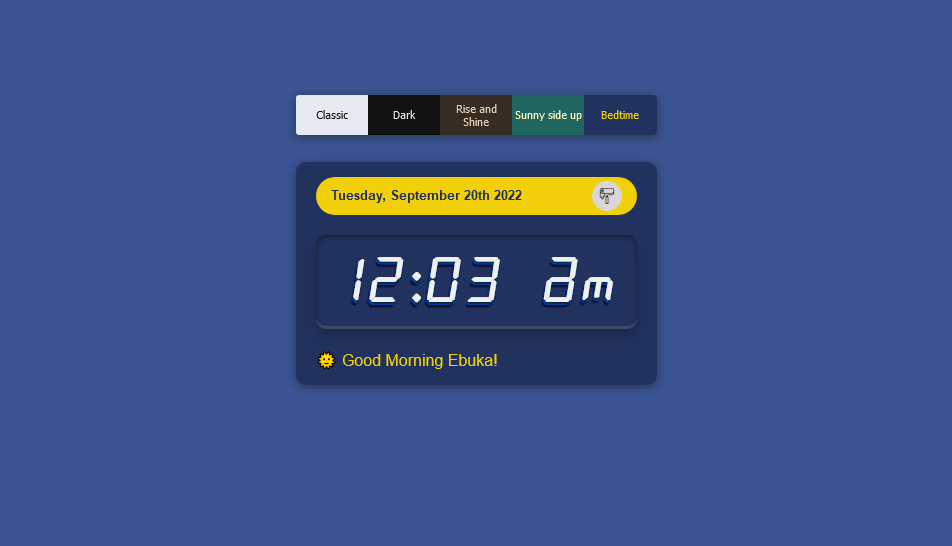 Classic
Dark
Rise and
Shine
Sunny side up
Bedtime
Tuesday, September 20th 2022
12:03 am
Good Morning Ebuka!